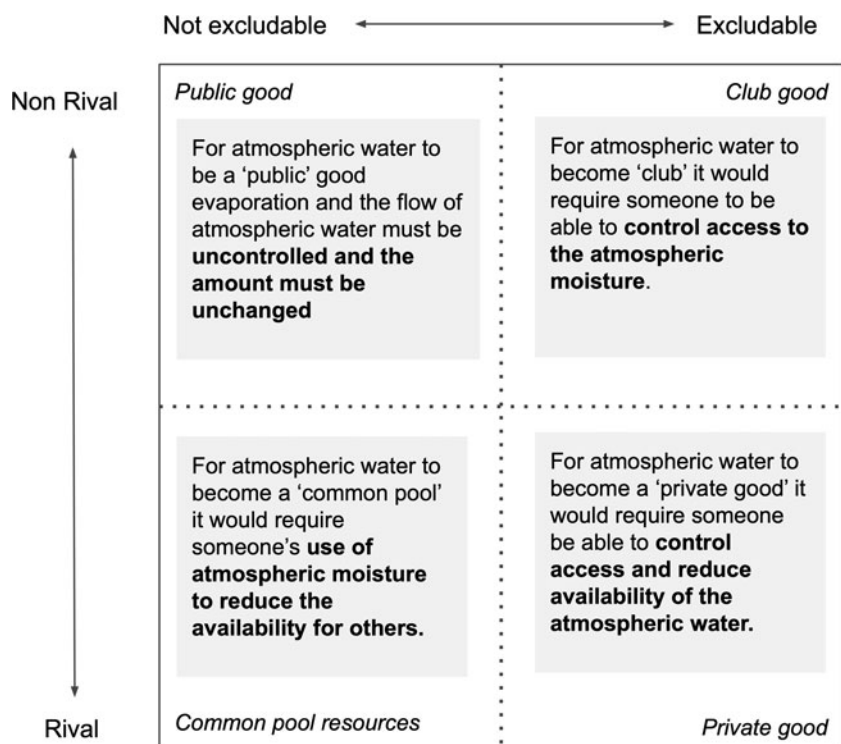 Not excludable
Excludable
Non Rival
Public good
For atmospheric water to
be a ‘public’ good
evaporation and the flow of
atmospheric water must be
uncontrolled and the
amount must be
unchanged
Club good
For atmospheric water to
become ‘club’ it would
require someone to be
able to control access to
the atmospheric
moisture.
For atmospheric water to
become a ‘common pool’
it would require
someone’s use of
atmospheric moisture
to reduce the
availability for others.
Common pool resources
For atmospheric water to
become a ‘private good’ it
would require someone
be able to control
access and reduce
availability of the
atmospheric water.
Private good
Rival